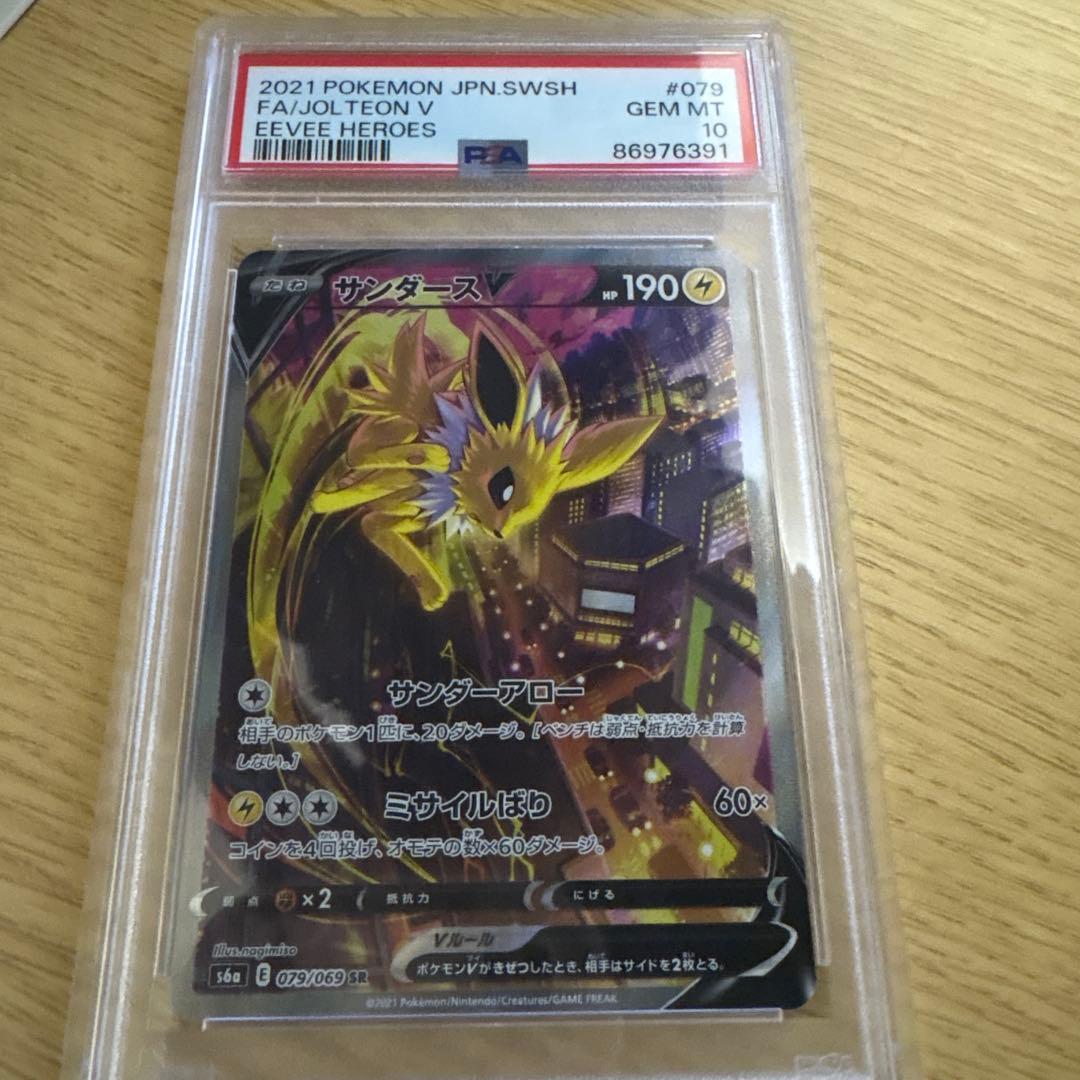 2021 POKEMON JPN.SWSH #079
FA/JOLTEON V GEM MT
EEVEE HEROES 10
PSA 86976391
たね サンダースV HP 190
サンダーアロー
相手のポケモン1匹に、20ダメージ。[ベンチは弱点・抵抗力を計算
しない。]
ミサイルばり 60×
コインを4回投げ、オモテの数×60ダメージ。
弱点 ×2 抵抗力 にげる
Vルール
ポケモンVがきぜつしたとき、相手はサイドを2枚とる。
Illus. nagimiso
s6a E 079/069 SR
©2021 Pokémon/Nintendo/Creatures/GAME FREAK